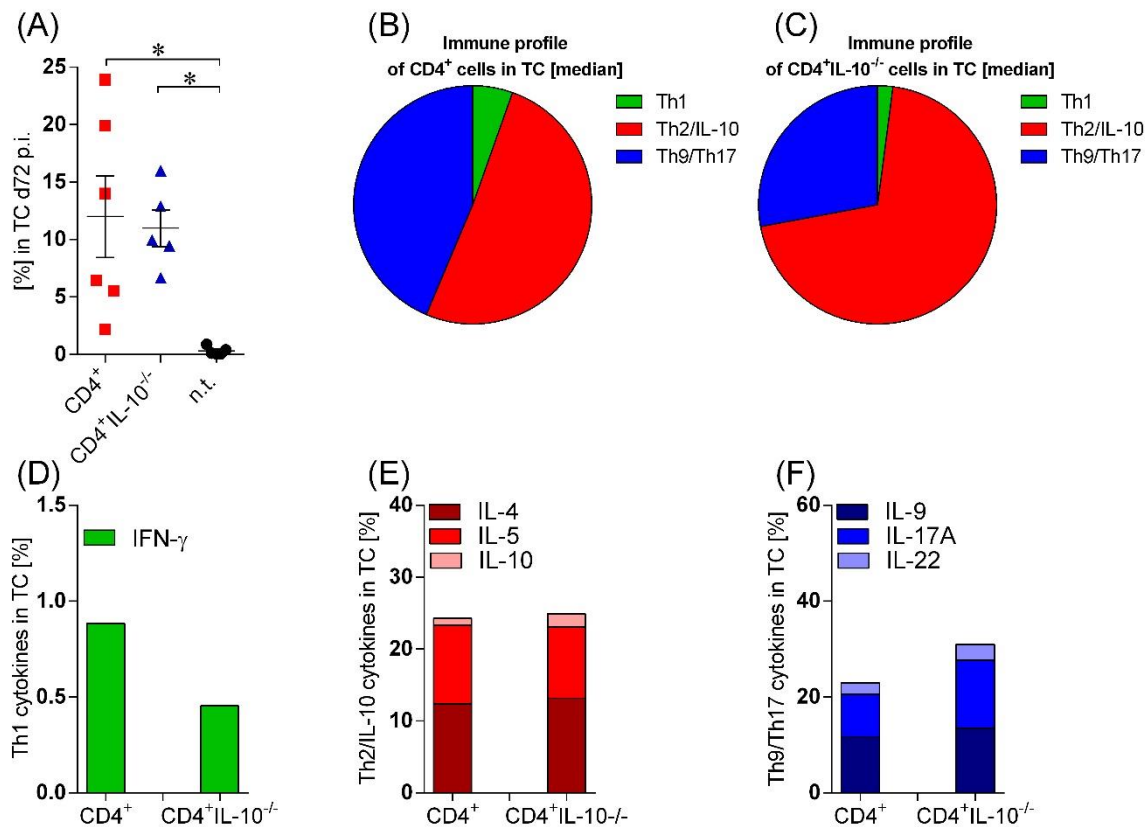 (A)
*
*
25
20
15
10
5
0
[%] in TC d72 p.i.
CD4⁺
CD4⁺IL-10⁻/⁻
n.t.
(B)
Immune profile
of CD4⁺ cells in TC [median]
Th1
Th2/IL-10
Th9/Th17
(C)
Immune profile
of CD4⁺IL-10⁻/⁻ cells in TC [median]
Th1
Th2/IL-10
Th9/Th17
(D)
1.5
1.0
0.5
0.0
Th1 cytokines in TC [%]
IFN-γ
CD4⁺
CD4⁺IL-10⁻/⁻
(E)
40
30
20
10
0
Th2/IL-10 cytokines in TC [%]
IL-4
IL-5
IL-10
CD4⁺
CD4⁺IL-10-/-
(F)
60
40
20
0
Th9/Th17 cytokines in TC [%]
IL-9
IL-17A
IL-22
CD4⁺
CD4⁺IL-10⁻/⁻